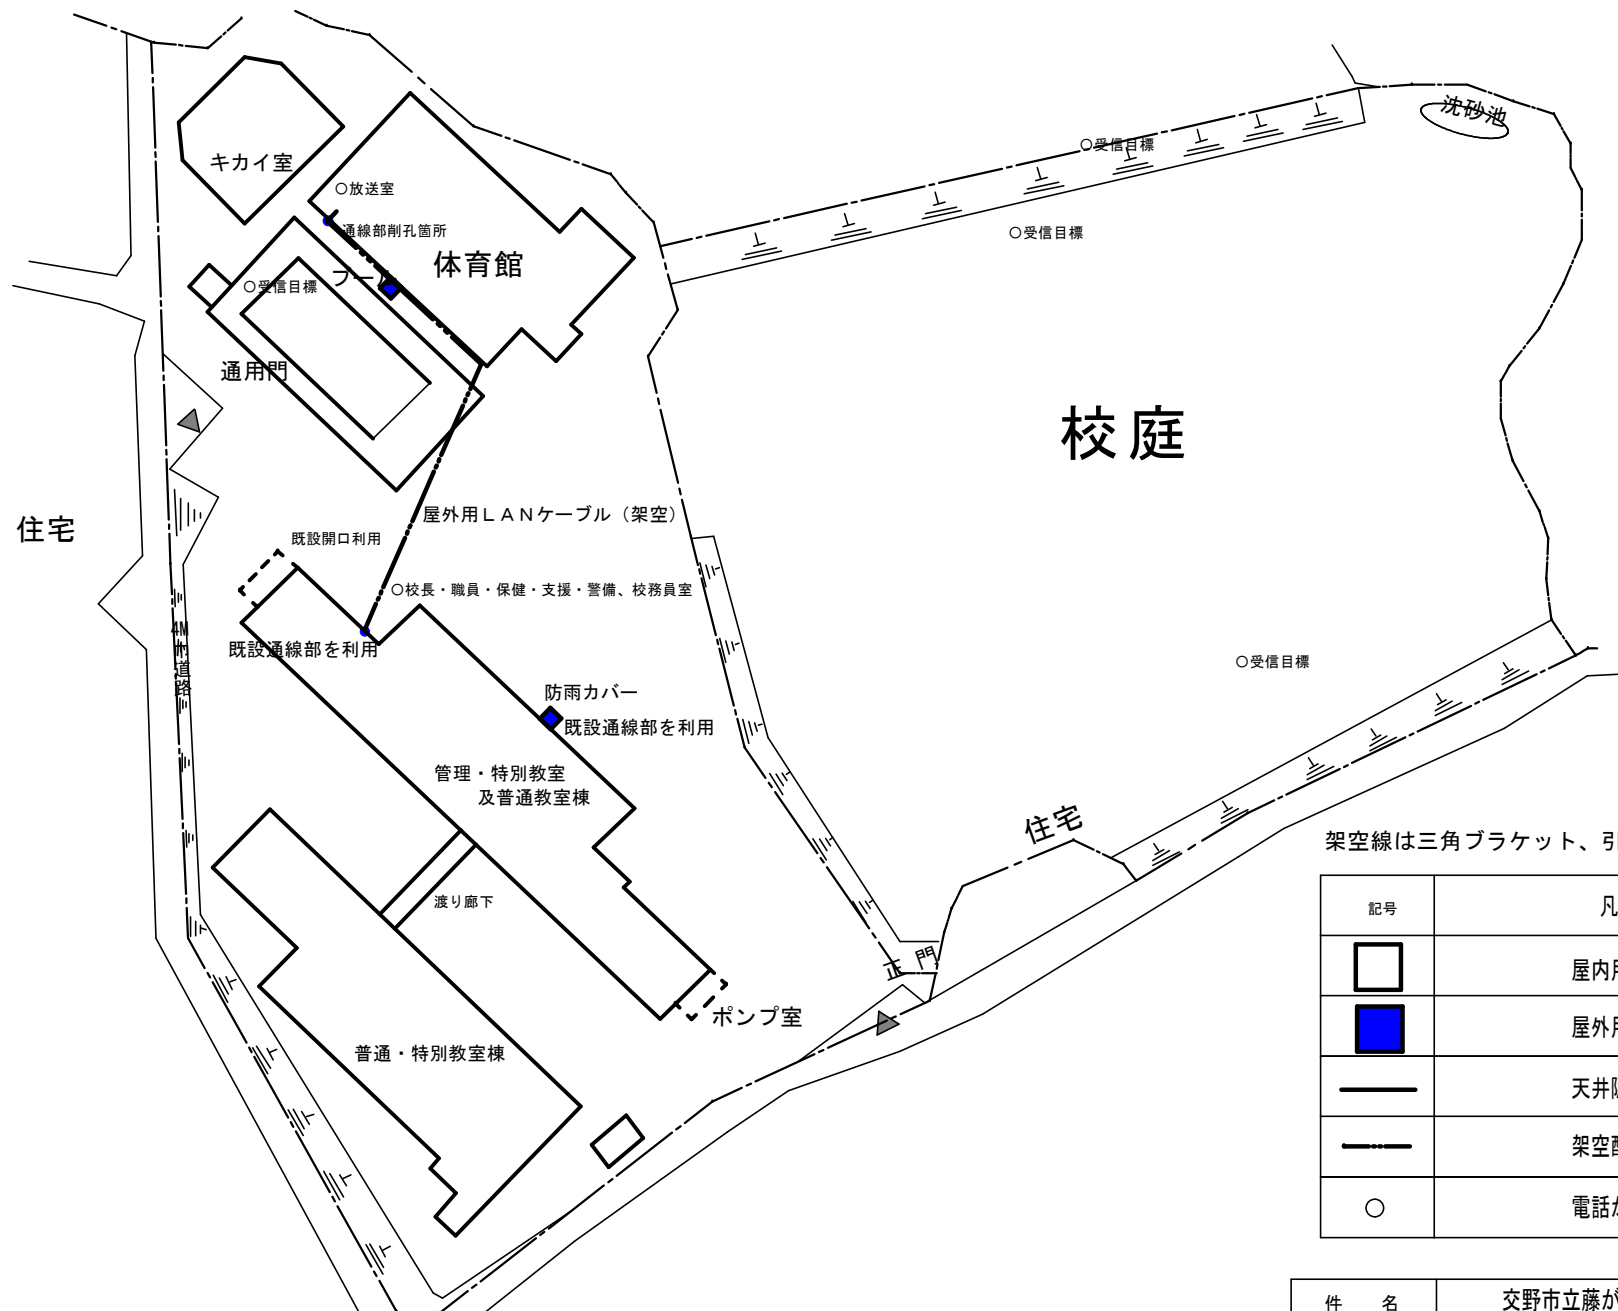 沈砂池
○受信目標
キカイ室
○放送室
通線部削孔箇所
○受信目標
体育館
プール
○受信目標
通用門
校庭
屋外用ＬＡＮケーブル（架空）
住宅
既設開口利用
○校長・職員・保健・支援・警備、校務員室
4M
市道路
既設通線部を利用
○受信目標
防雨カバー
既設通線部を利用
管理・特別教室
及普通教室棟
住宅
架空線は三角ブラケット、引
渡り廊下
記号
凡
正門
屋内用
ポンプ室
屋外用
普通・特別教室棟
天井
架空配
電話
件 名
交野市立藤が